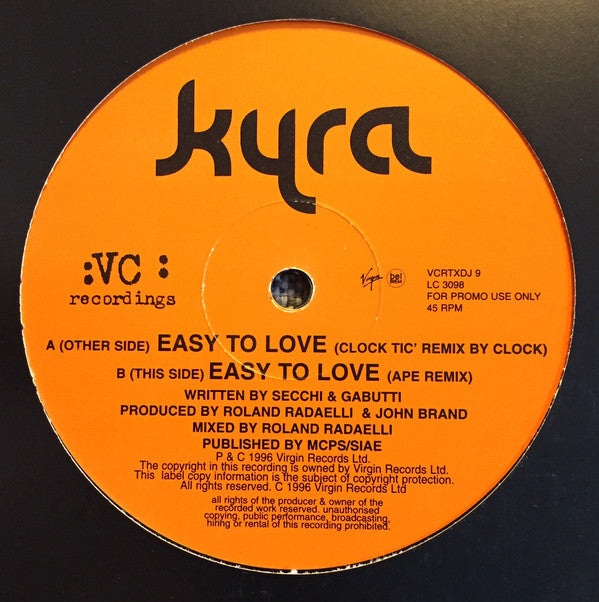 kyra
:VC :
recordings
Virgin
VCRTXDJ 9
LC 3098
FOR PROMO USE ONLY
45 RPM
A (OTHER SIDE) EASY TO LOVE (CLOCK TIC' REMIX BY CLOCK)
B (THIS SIDE) EASY TO LOVE (APE REMIX)
WRITTEN BY SECCHI & GABUTTI
PRODUCED BY ROLAND RADAELLI & JOHN BRAND
MIXED BY ROLAND RADAELLI
PUBLISHED BY MCPS/SIAE
P & C 1996 Virgin Records Ltd.
The copyright in this recording is owned by Virgin Records Ltd.
This label copy information is the subject of copyright protection.
All rights reserved. C 1996 Virgin Records Ltd
all rights of the producer & owner of the
recorded work reserved. unauthorised
copying, public performance, broadcasting,
hiring or rental of this recording prohibited.